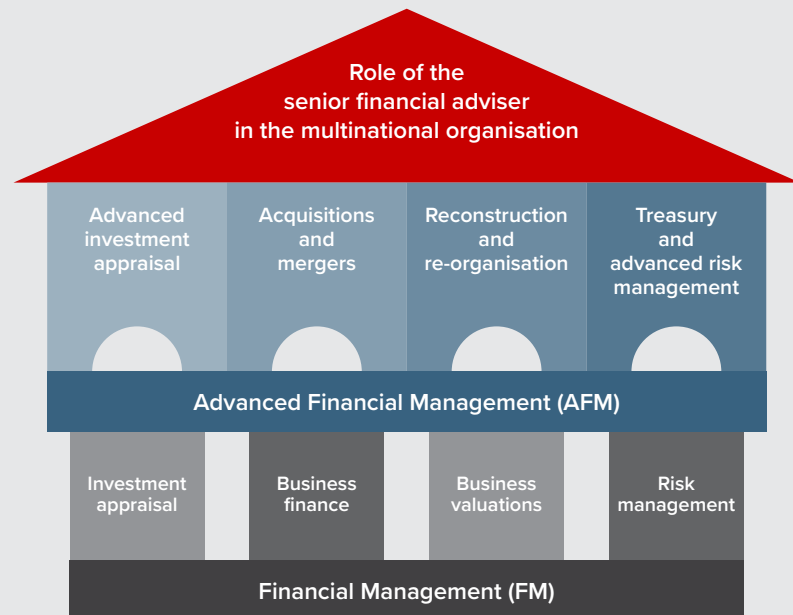 Role of the
senior financial adviser
in the multinational organisation
Advanced
investment
appraisal
Acquisitions
and
mergers
Reconstruction
and
re-organisation
Treasury
and
advanced risk
management
Advanced Financial Management (AFM)
Investment
appraisal
Business
finance
Business
valuations
Risk
management
Financial Management (FM)